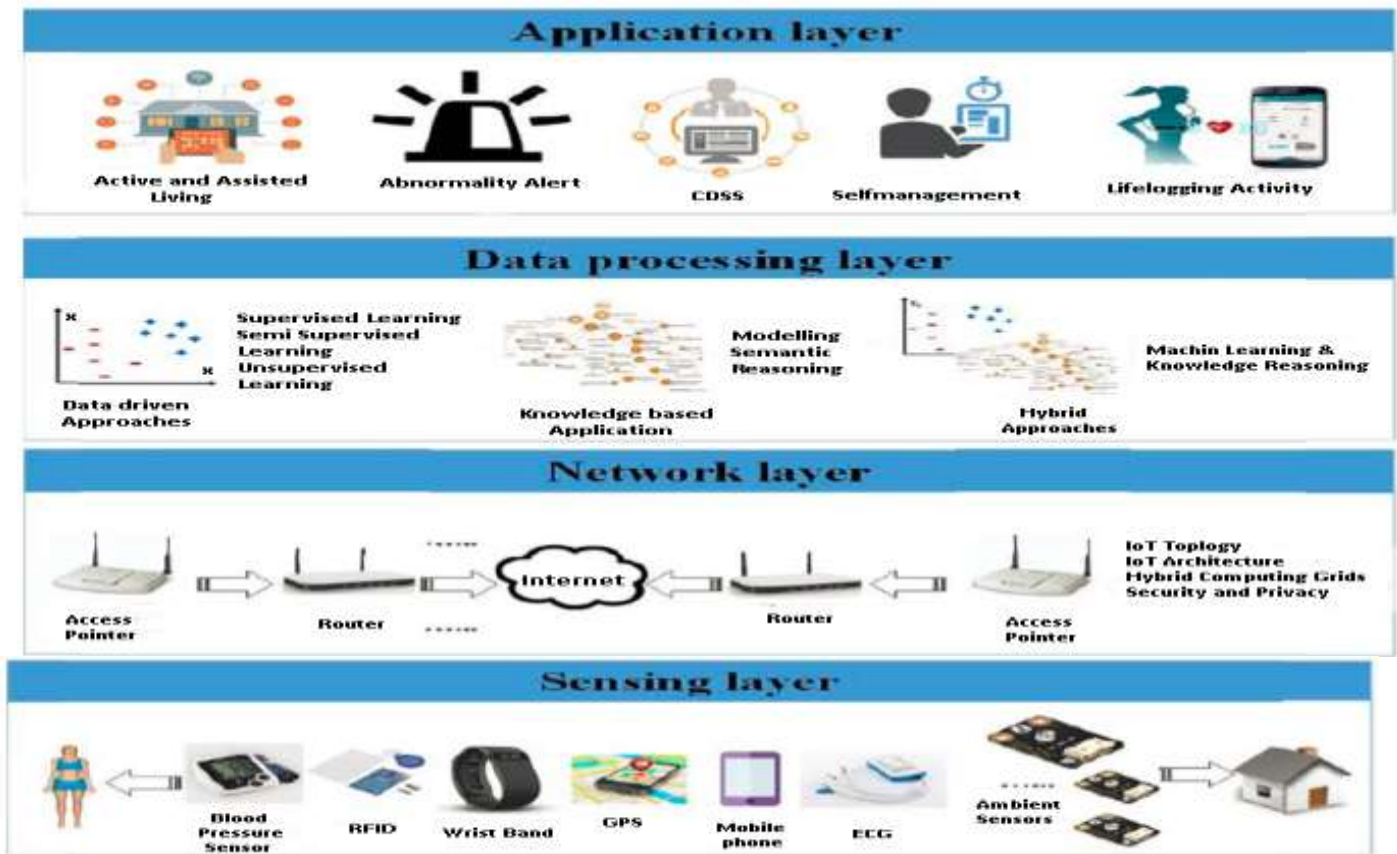 Application layer
Active and Assisted
Living
Abnormality Alert
CDSS
Selfmanagement
Lifelogging Activity
Data processing layer
X
X
Data driven
Approaches
Supervised Learning
Semi Supervised
Learning
Unsupervised
Learning
Knowledge based
Application
Modelling
Semantic
Reasoning
Hybrid
Approaches
Machin Learning &
Knowledge Reasoning
Network layer
Access
Pointer
Router
Internet
Router
Access
Pointer
IoT Toplogy
IoT Architecture
Hybrid Computing Grids
Security and Privacy
Sensing layer
Blood
Pressure
Sensor
RFID
Wrist Band
GPS
Mobile
phone
ECG
Ambient
Sensors